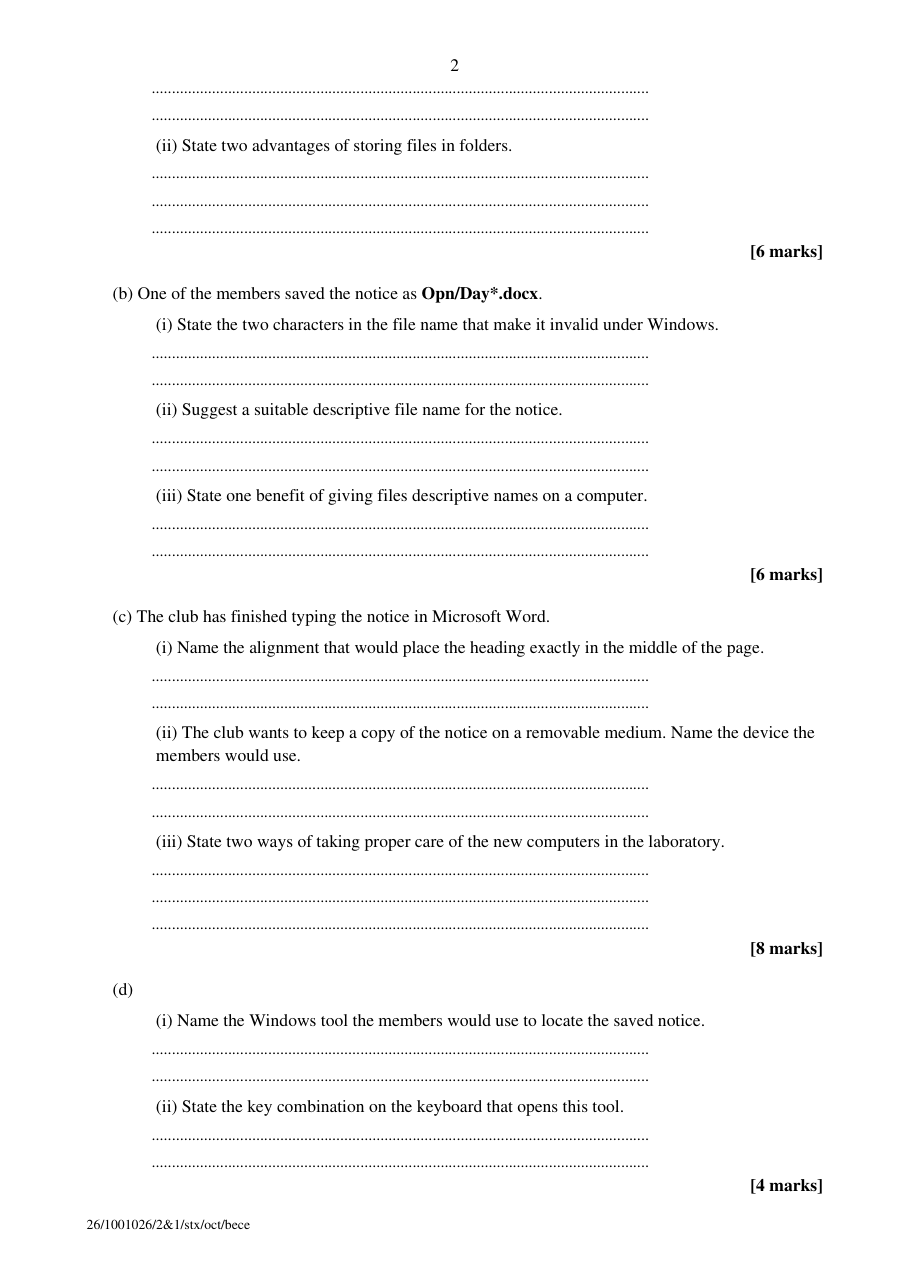 2
........................................................................................................................
........................................................................................................................
(ii) State two advantages of storing files in folders.
........................................................................................................................
........................................................................................................................
........................................................................................................................
[6 marks]
(b) One of the members saved the notice as Opn/Day*.docx.
(i) State the two characters in the file name that make it invalid under Windows.
........................................................................................................................
........................................................................................................................
(ii) Suggest a suitable descriptive file name for the notice.
........................................................................................................................
........................................................................................................................
(iii) State one benefit of giving files descriptive names on a computer.
........................................................................................................................
........................................................................................................................
[6 marks]
(c) The club has finished typing the notice in Microsoft Word.
(i) Name the alignment that would place the heading exactly in the middle of the page.
........................................................................................................................
........................................................................................................................
(ii) The club wants to keep a copy of the notice on a removable medium. Name the device the
members would use.
........................................................................................................................
........................................................................................................................
(iii) State two ways of taking proper care of the new computers in the laboratory.
........................................................................................................................
........................................................................................................................
........................................................................................................................
[8 marks]
(d)
(i) Name the Windows tool the members would use to locate the saved notice.
........................................................................................................................
........................................................................................................................
(ii) State the key combination on the keyboard that opens this tool.
........................................................................................................................
........................................................................................................................
[4 marks]
26/1001026/2&1/stx/oct/bece